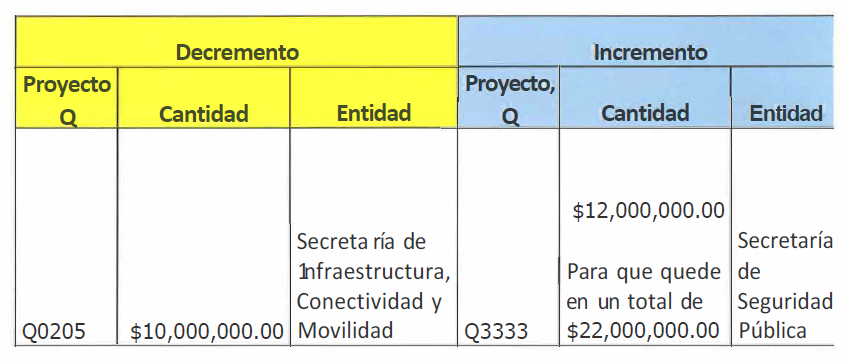 Decremento
Incremento
Proyecto
Q
Cantidad
Entidad
Proyecto,
Q
Cantidad
Entidad
Q0205
$10,000,000.00
Secreta ría de
1nfraestructura,
Conectividad y
Movilidad
Q3333
$12,000,000.00
Para que quede
en un total de
$22,000,000.00
Secretaría
de
Seguridad
Pública